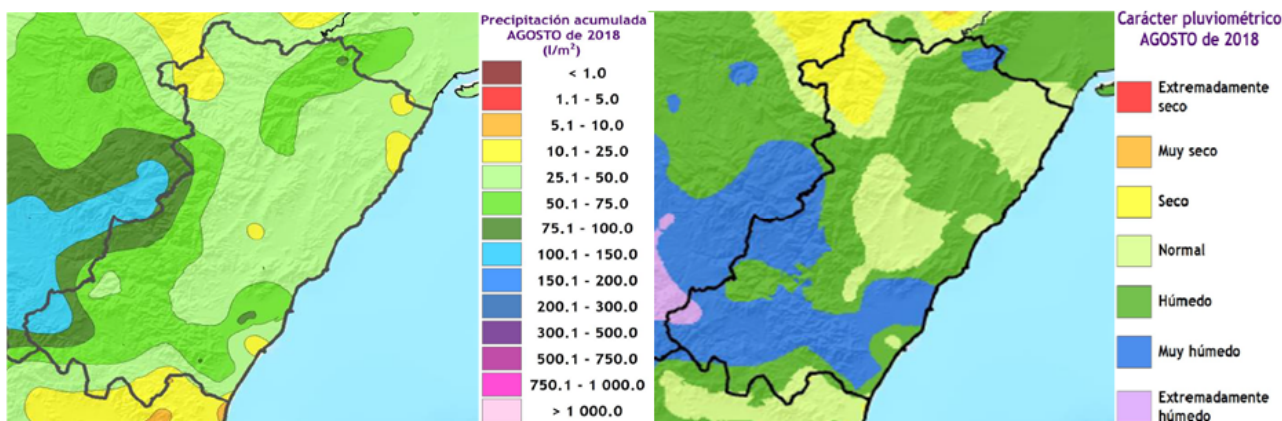 Precipitación acumulada
AGOSTO de 2018
(l/m²)
< 1.0
1.1 - 5.0
5.1 - 10.0
10.1 - 25.0
25.1 - 50.0
50.1 - 75.0
75.1 - 100.0
100.1 - 150.0
150.1 - 200.0
200.1 - 300.0
300.1 - 500.0
500.1 - 750.0
750.1 - 1 000.0
> 1 000.0
Carácter pluviométrico
AGOSTO de 2018
Extremadamente
seco
Muy seco
Seco
Normal
Húmedo
Muy húmedo
Extremadamente
húmedo